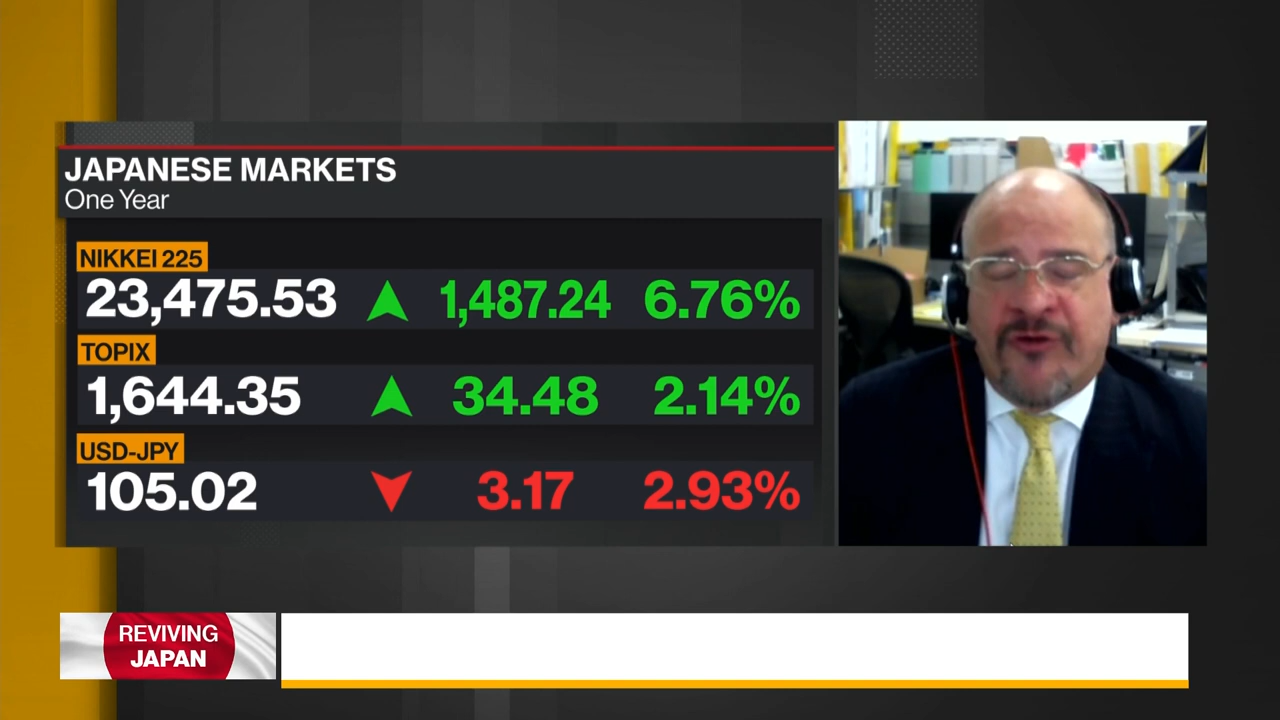 JAPANESE MARKETS
One Year
NIKKEI 225
23,475.53 1,487.24 6.76%
TOPIX
1,644.35 34.48 2.14%
USD-JPY
105.02 3.17 2.93%
REVIVING
JAPAN